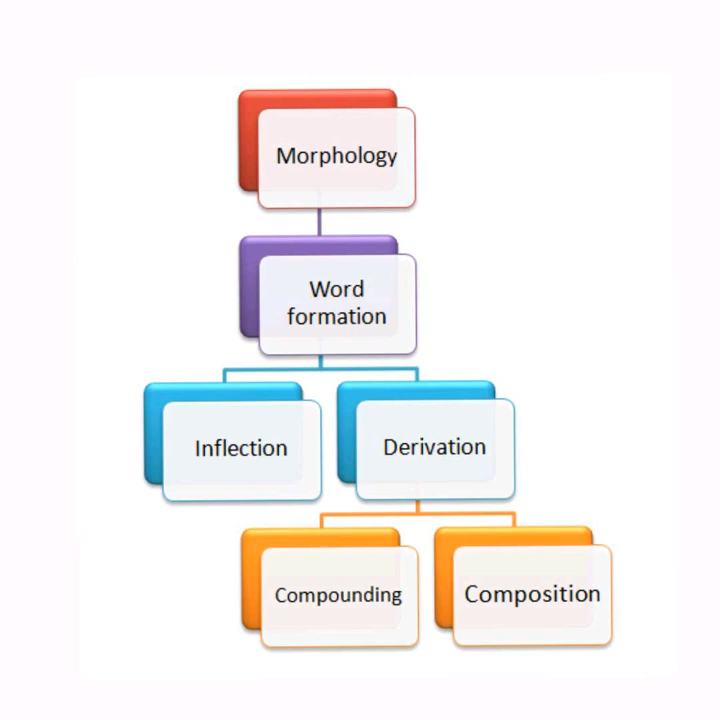 Morphology
Word
formation
Inflection
Derivation
Compounding
Composition